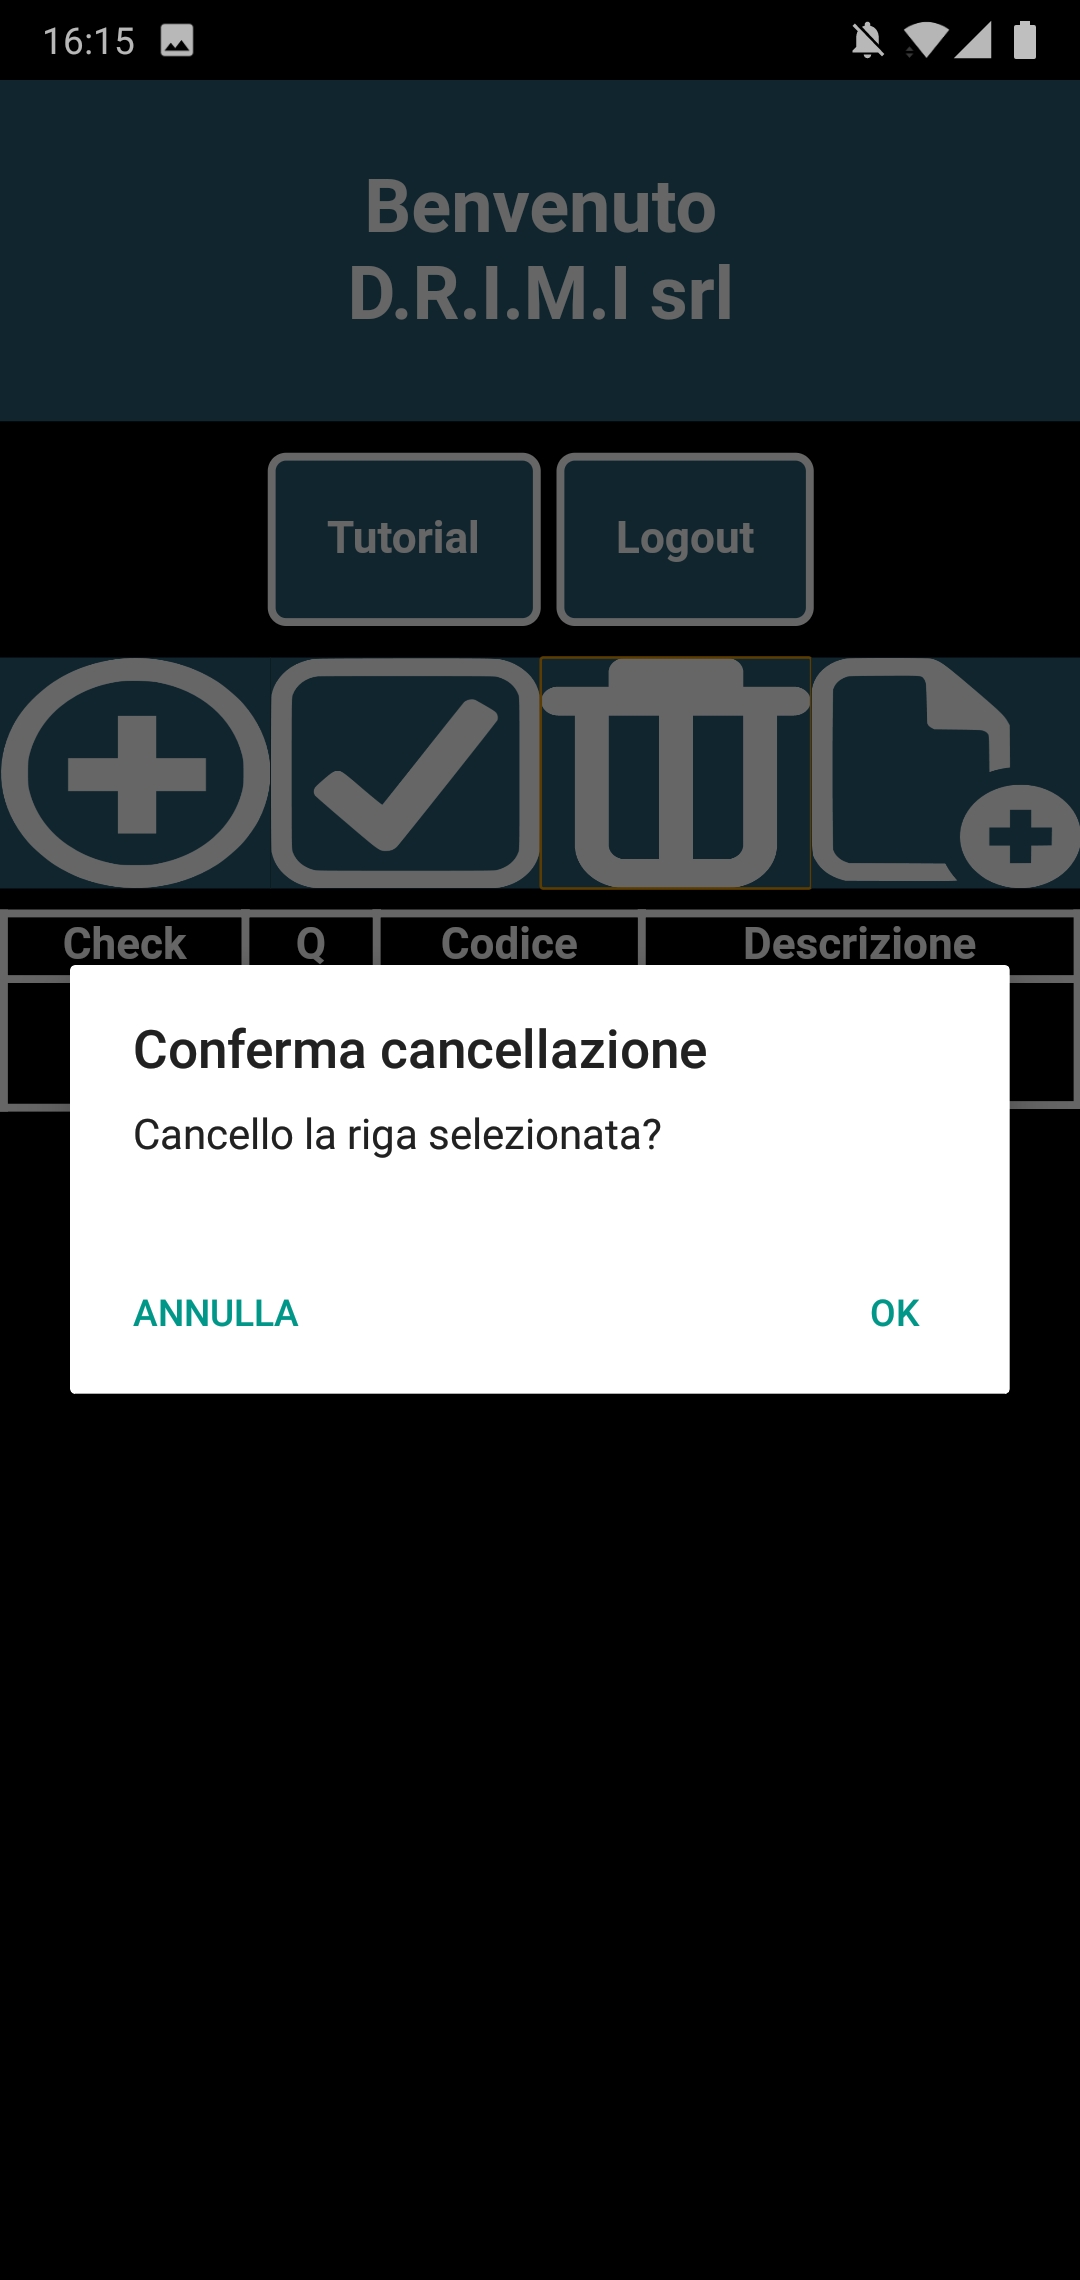 16:15
Benvenuto
D.R.I.M.I srl
Tutorial Logout
Check Q Codice Descrizione
Conferma cancellazione
Cancello la riga selezionata?
ANNULLA OK